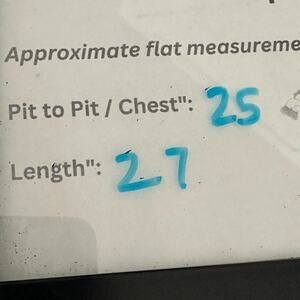 Approximate flat measureme
Pit to Pit / Chest": 25
Length": 27